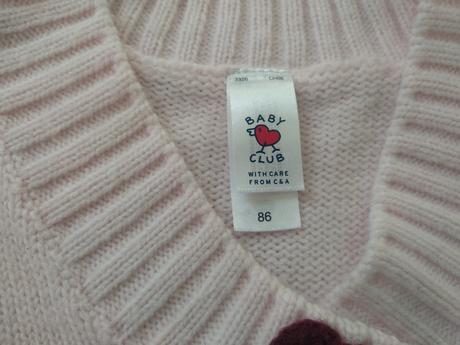 BABY
CLUB
WITH CARE
FROM C&A
86